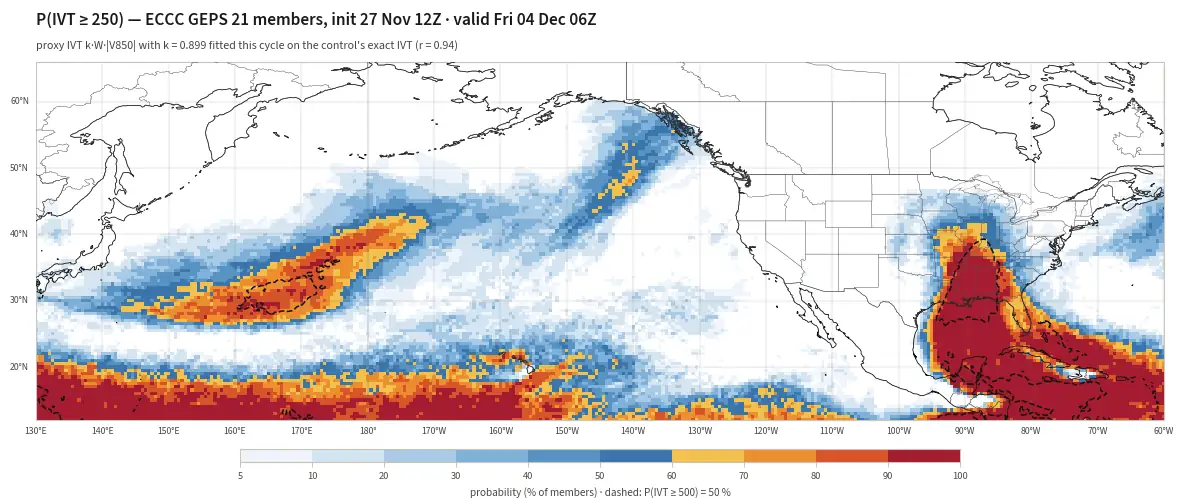 P(IVT ≥ 250) — ECCC GEPS 21 members, init 27 Nov 12Z · valid Fri 04 Dec 06Z
proxy IVT k·W·|V850| with k = 0.899 fitted this cycle on the control's exact IVT (r = 0.94)
60°N
50°N
40°N
30°N
20°N
130°E 140°E 150°E 160°E 170°E 180° 170°W 160°W 150°W 140°W 130°W 120°W 110°W 100°W 90°W 80°W 70°W 60°W
5 10 20 30 40 50 60 70 80 90 100
probability (% of members) · dashed: P(IVT ≥ 500) = 50 %